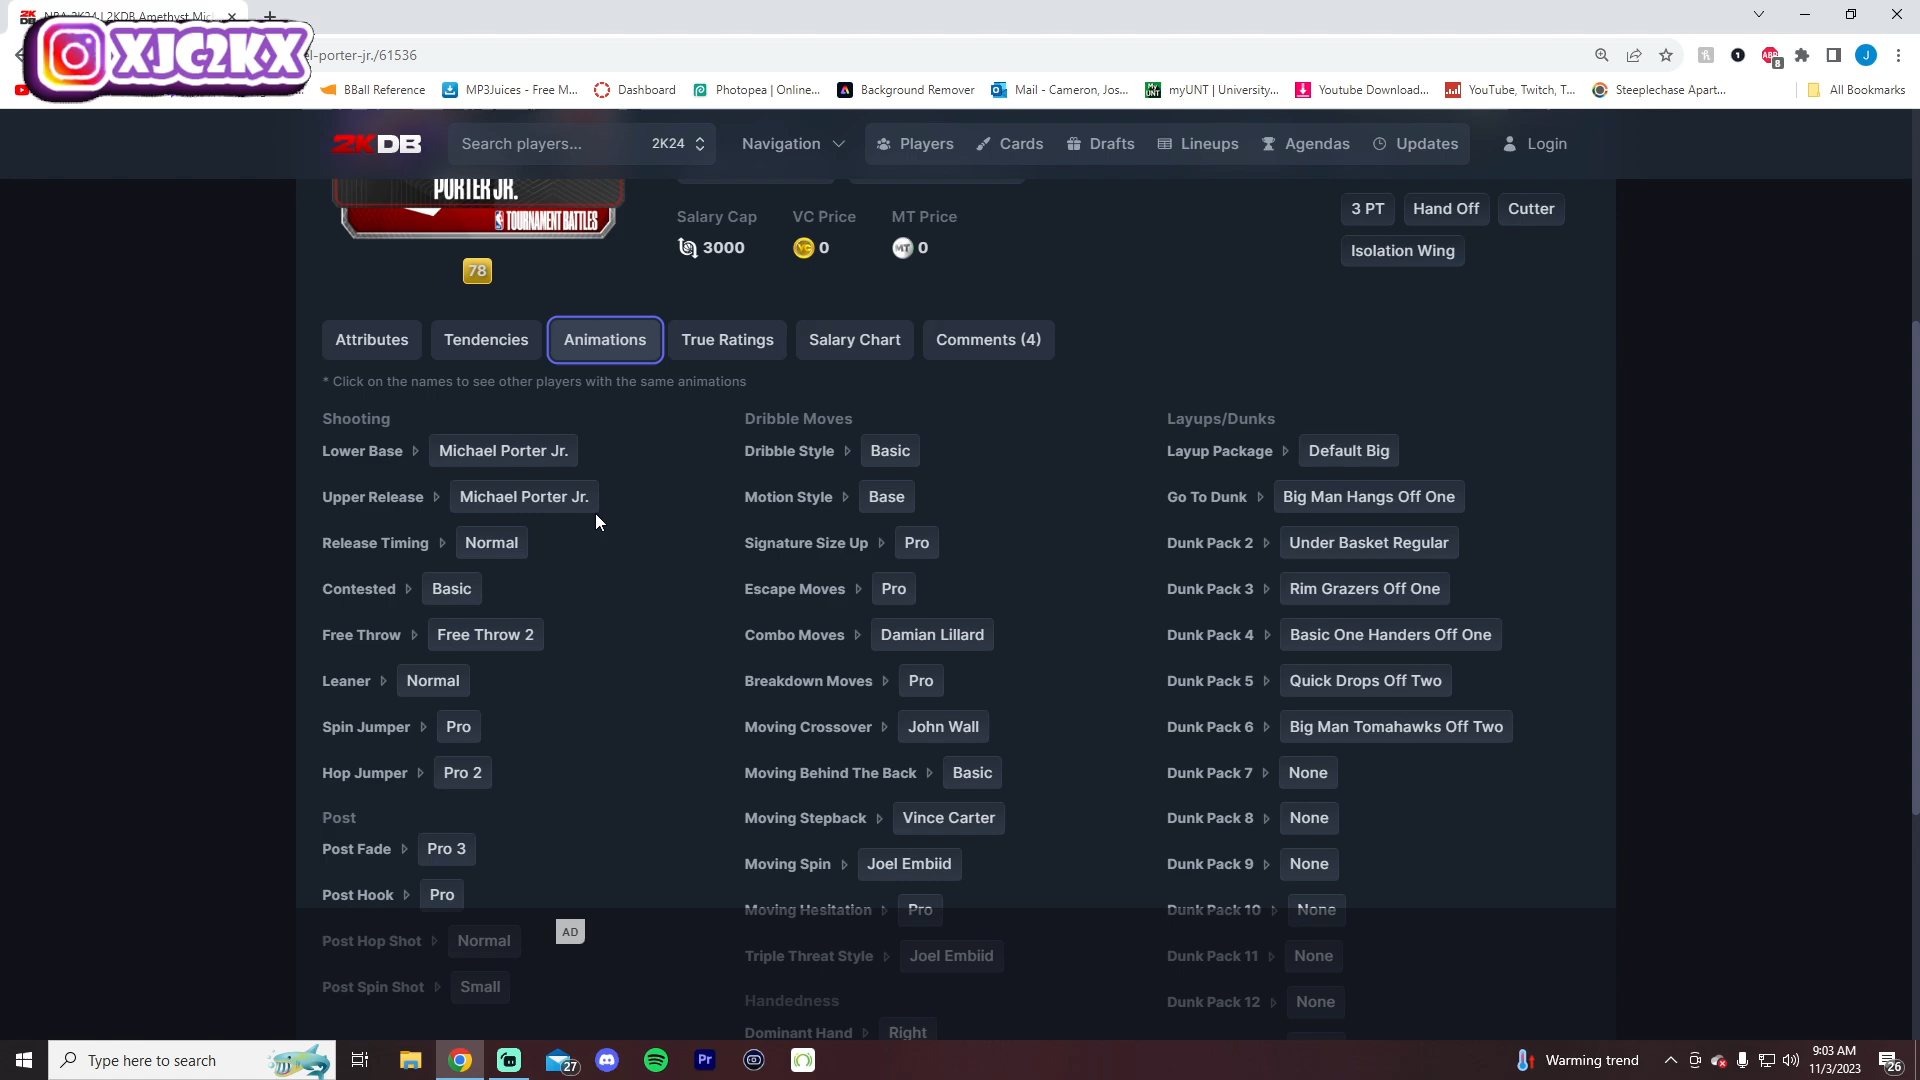 NBA 2K24 | 2KDB Amethyst Mich
XJC2KX
l-porter-jr./61536
BBall Reference
MP3Juices - Free M...
Dashboard
Photopea | Online...
Background Remover
Mail - Cameron, Jos...
myUNT | University...
Youtube Download...
YouTube, Twitch, T...
Steeplechase Apart...
All Bookmarks
2KDB
Search players...
2K24
Navigation
Players
Cards
Drafts
Lineups
Agendas
Updates
Login
PORTER JR.
TOURNAMENT BATTLES
78
Salary Cap
VC Price
MT Price
3000
VC 0
MT 0
3 PT
Hand Off
Cutter
Isolation Wing
Attributes
Tendencies
Animations
True Ratings
Salary Chart
Comments (4)
* Click on the names to see other players with the same animations
Shooting
Lower Base Michael Porter Jr.
Upper Release Michael Porter Jr.
Release Timing Normal
Contested Basic
Free Throw Free Throw 2
Leaner Normal
Spin Jumper Pro
Hop Jumper Pro 2
Post
Post Fade Pro 3
Post Hook Pro
Post Hop Shot Normal
Post Spin Shot Small
AD
Dribble Moves
Dribble Style Basic
Motion Style Base
Signature Size Up Pro
Escape Moves Pro
Combo Moves Damian Lillard
Breakdown Moves Pro
Moving Crossover John Wall
Moving Behind The Back Basic
Moving Stepback Vince Carter
Moving Spin Joel Embiid
Moving Hesitation Pro
Triple Threat Style Joel Embiid
Handedness
Dominant Hand Right
Layups/Dunks
Layup Package Default Big
Go To Dunk Big Man Hangs Off One
Dunk Pack 2 Under Basket Regular
Dunk Pack 3 Rim Grazers Off One
Dunk Pack 4 Basic One Handers Off One
Dunk Pack 5 Quick Drops Off Two
Dunk Pack 6 Big Man Tomahawks Off Two
Dunk Pack 7 None
Dunk Pack 8 None
Dunk Pack 9 None
Dunk Pack 10 None
Dunk Pack 11 None
Dunk Pack 12 None
Type here to search
27
Pr
Warming trend
9:03 AM
11/3/2023
26